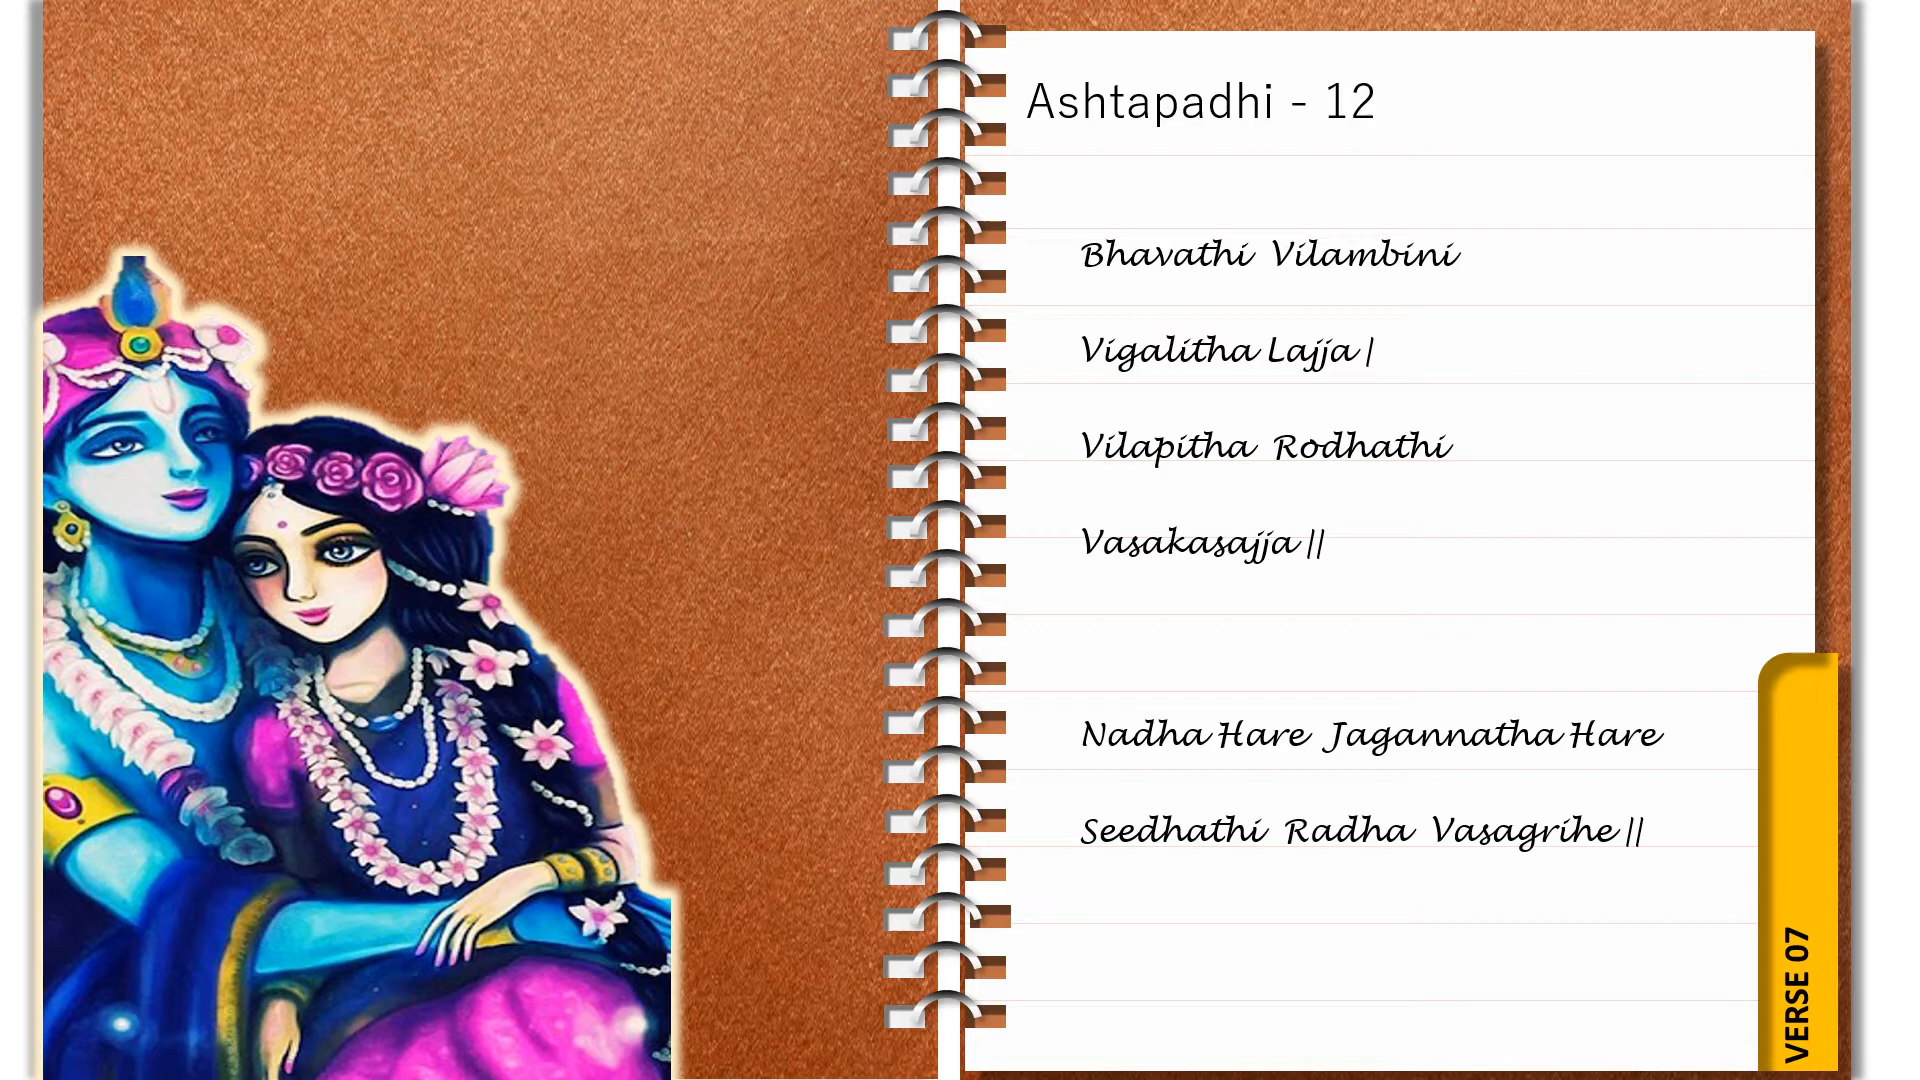 Ashtapadhi - 12
Bhavathi Vilambini
Vigalitha Lajja |
Vilapitha Rodhathi
Vasakasajja ||
Nadha Hare Jagannatha Hare
Seedhathi Radha Vasagrihe ||
VERSE 07